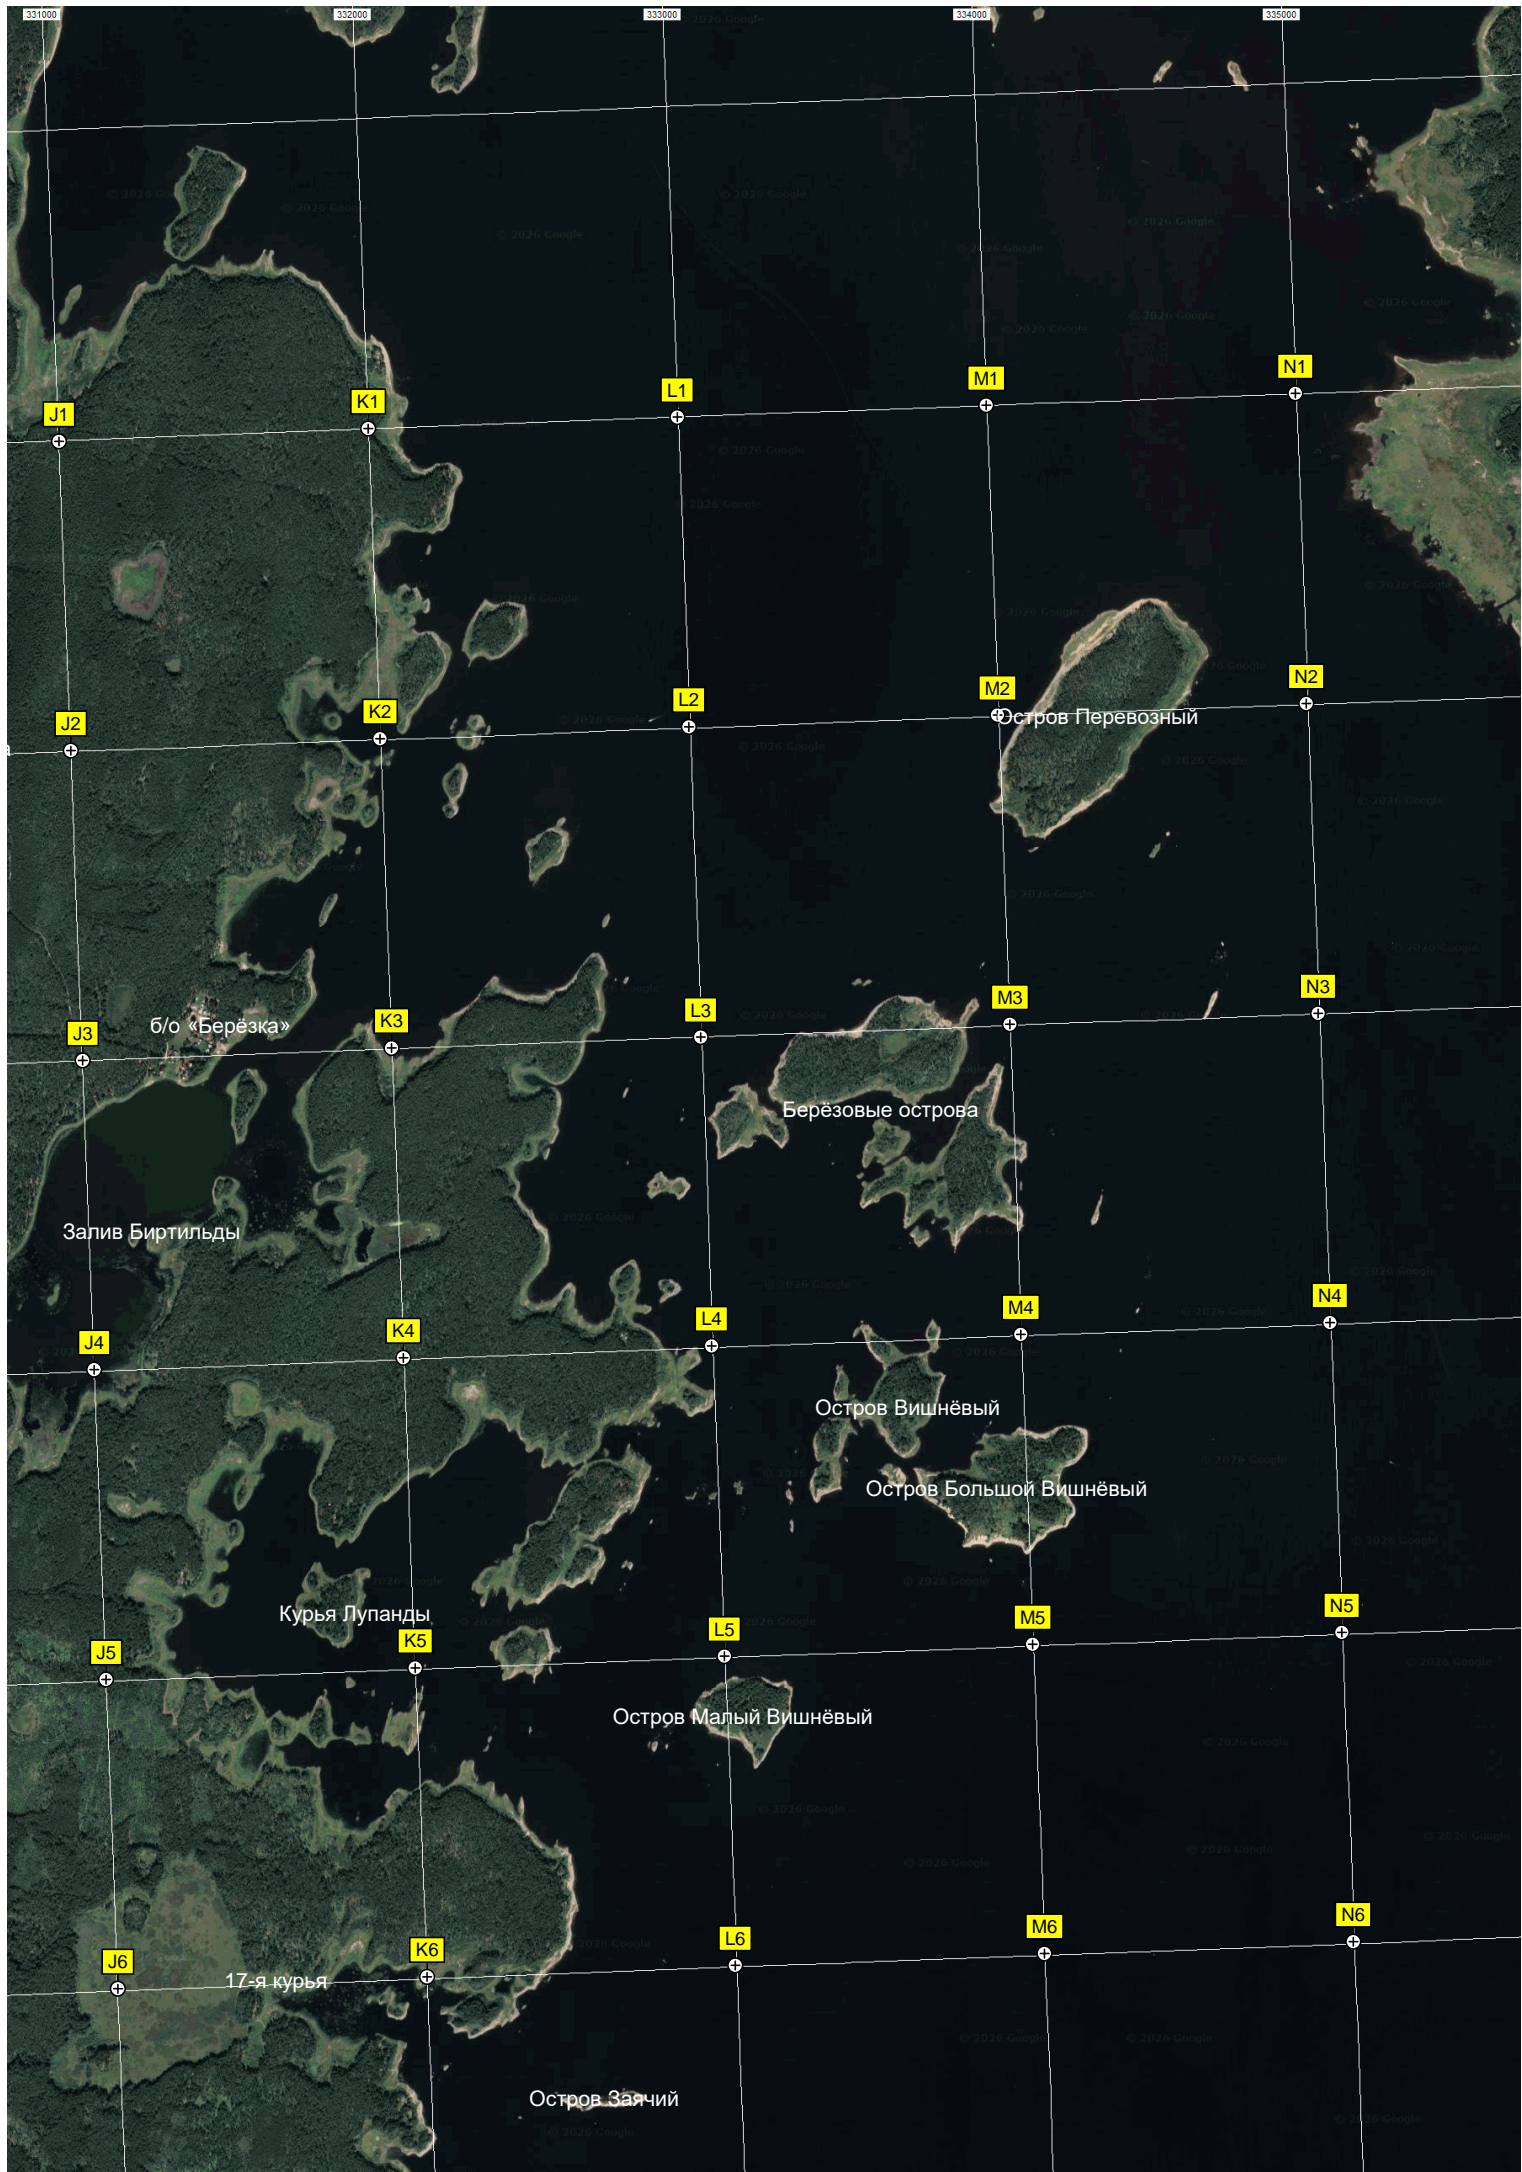 331000 332000 333000 334000 335000
© 2026 Google
J1 K1 L1 M1 N1
J2 K2 L2 M2 N2
Остров Перевозный
а
J3 K3 L3 M3 N3
б/о «Берёзка»
Берёзовые острова
Залив Биртильды
J4 K4 L4 M4 N4
Остров Вишнёвый
Остров Большой Вишнёвый
Курья Лупанды
J5 K5 L5 M5 N5
Остров Малый Вишнёвый
J6 K6 L6 M6 N6
17-я курья
Остров Заячий